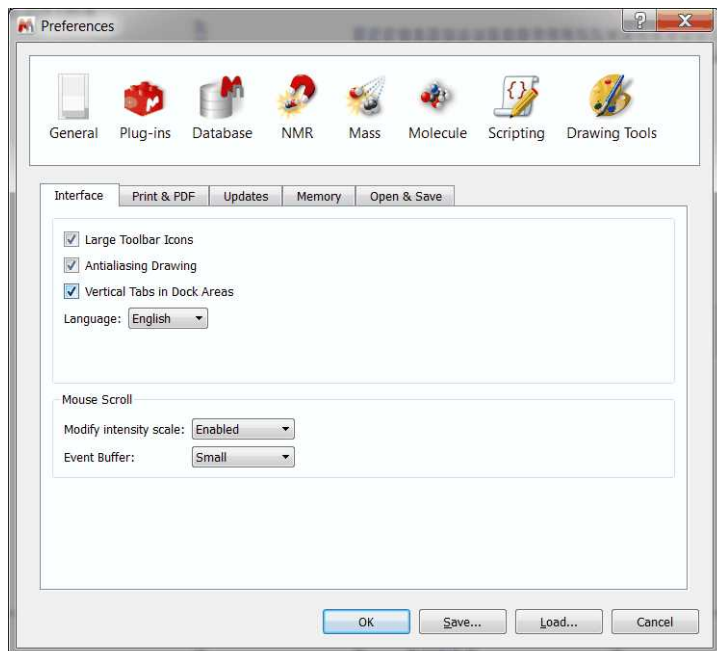 Preferences
General Plug-ins Database NMR Mass Molecule Scripting Drawing Tools
Interface Print & PDF Updates Memory Open & Save
Large Toolbar Icons
Antialiasing Drawing
Vertical Tabs in Dock Areas
Language: English
Mouse Scroll
Modify intensity scale: Enabled
Event Buffer: Small
OK Save... Load... Cancel